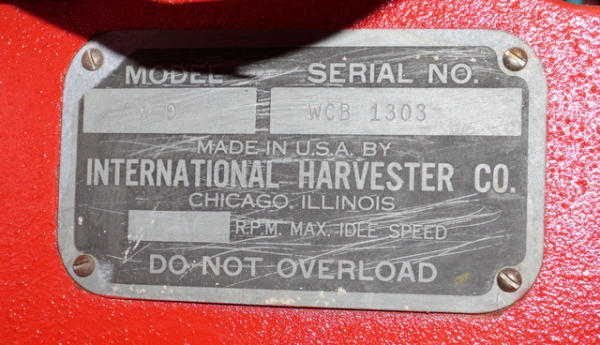 MODEL SERIAL NO.
W 9 WCB 1303
MADE IN U.S.A. BY
INTERNATIONAL HARVESTER CO.
CHICAGO, ILLINOIS
R.P.M. MAX. IDLE SPEED
DO NOT OVERLOAD